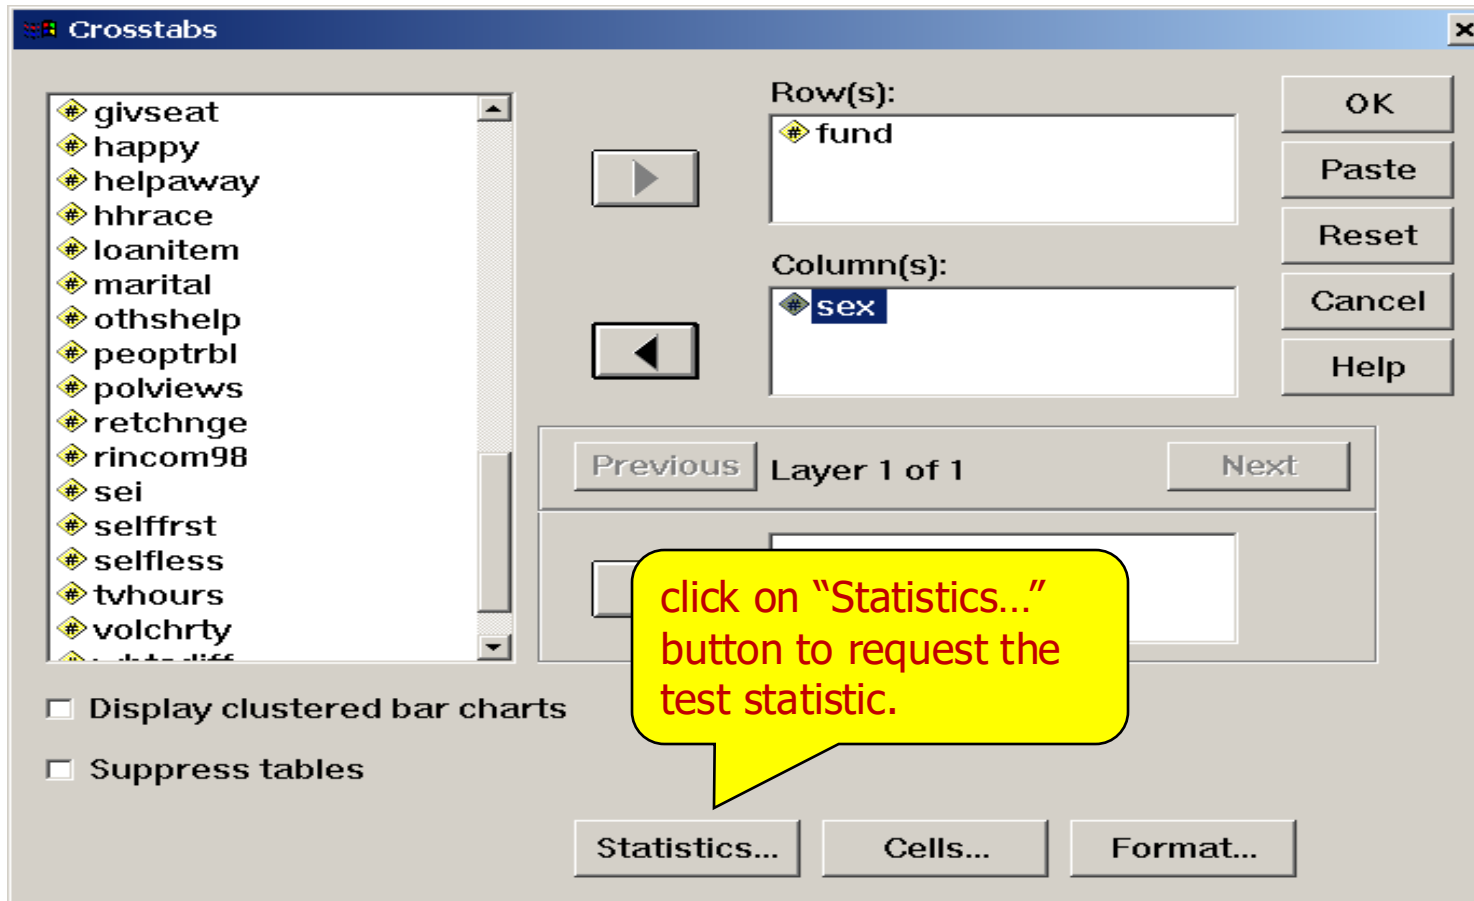 Crosstabs
givseat
happy
helpaway
hhrace
loanitem
marital
othshelp
peoptrbl
polviews
retchnge
rincom98
sei
selffrst
selfless
tvhours
volchrty
Row(s):
fund
Column(s):
sex
Previous
Layer 1 of 1
Next
OK
Paste
Reset
Cancel
Help
click on “Statistics…”
button to request the
test statistic.
Display clustered bar charts
Suppress tables
Statistics...
Cells...
Format...